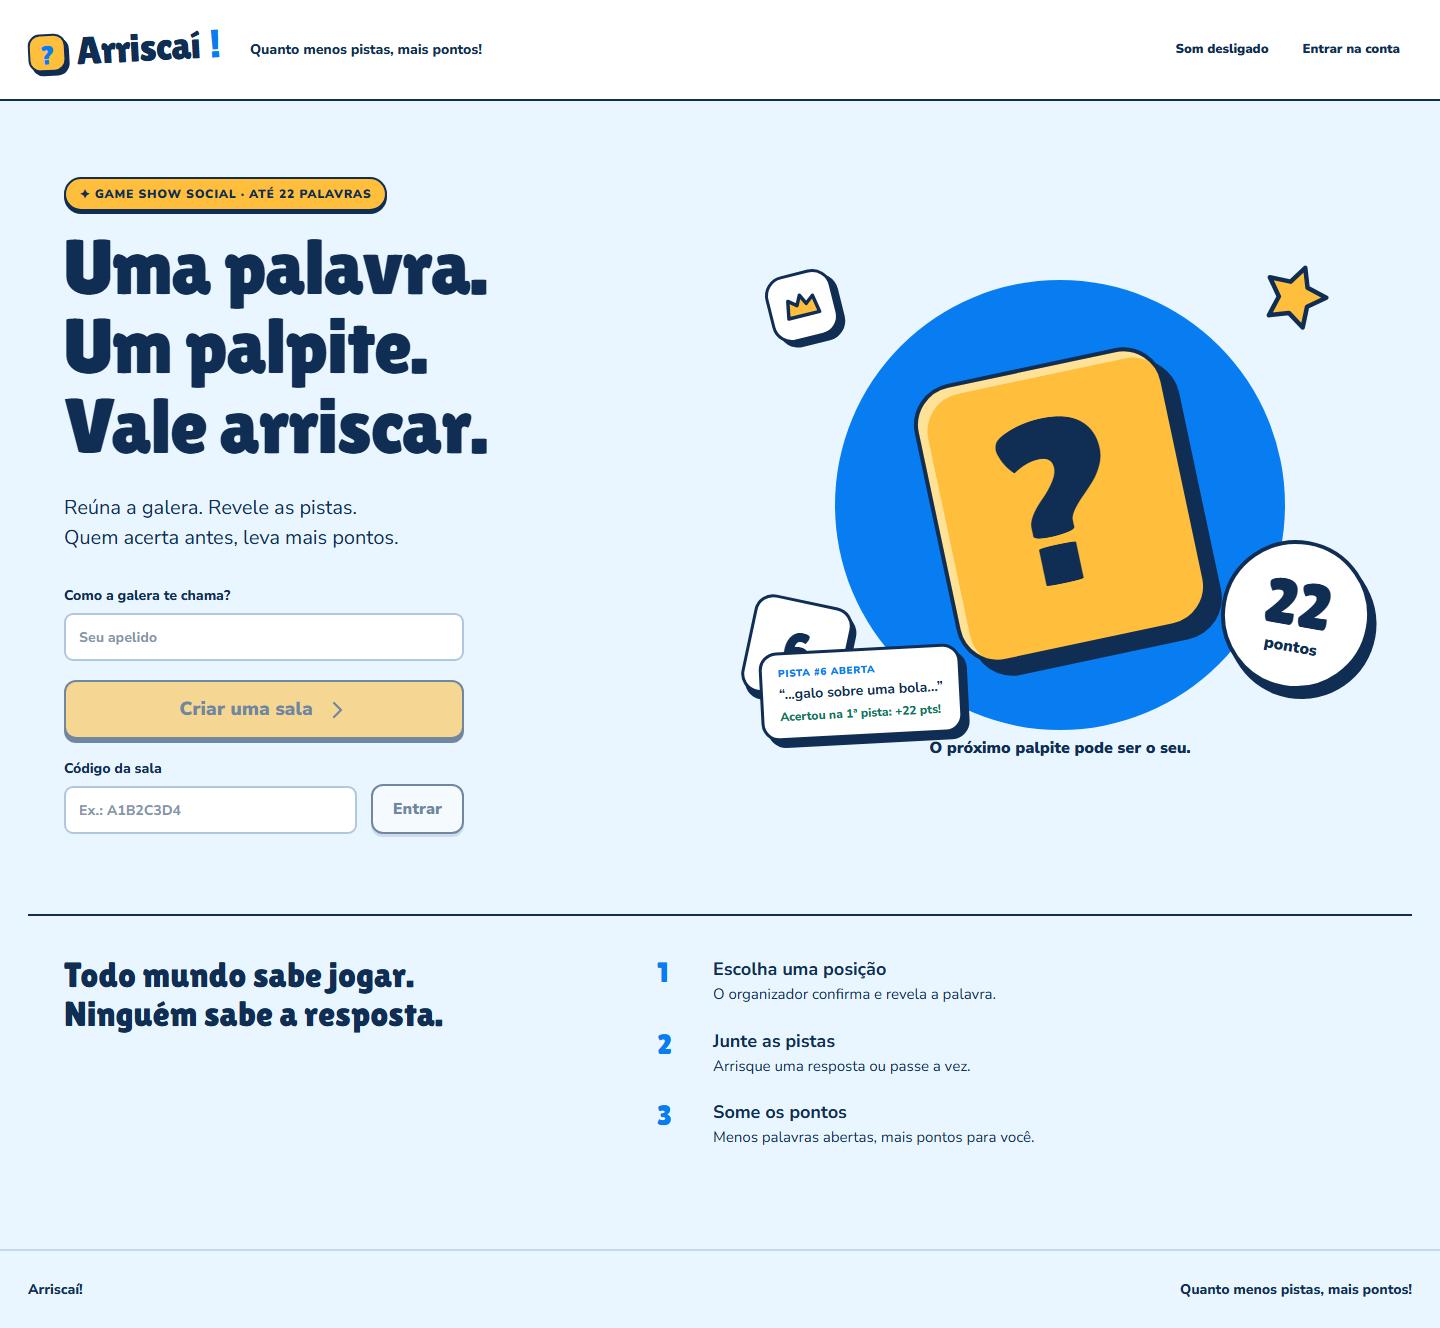 ? Arriscaí !
Quanto menos pistas, mais pontos!
Som desligado
Entrar na conta
✦ GAME SHOW SOCIAL · ATÉ 22 PALAVRAS
Uma palavra.
Um palpite.
Vale arriscar.
Reúna a galera. Revele as pistas.
Quem acerta antes, leva mais pontos.
Como a galera te chama?
Seu apelido
Criar uma sala
Código da sala
Ex.: A1B2C3D4
Entrar
?
22
pontos
6
PISTA #6 ABERTA
“...galo sobre uma bola...”
Acertou na 1ª pista: +22 pts!
O próximo palpite pode ser o seu.
Todo mundo sabe jogar.
Ninguém sabe a resposta.
1
Escolha uma posição
O organizador confirma e revela a palavra.
2
Junte as pistas
Arrisque uma resposta ou passe a vez.
3
Some os pontos
Menos palavras abertas, mais pontos para você.
Arriscaí!
Quanto menos pistas, mais pontos!